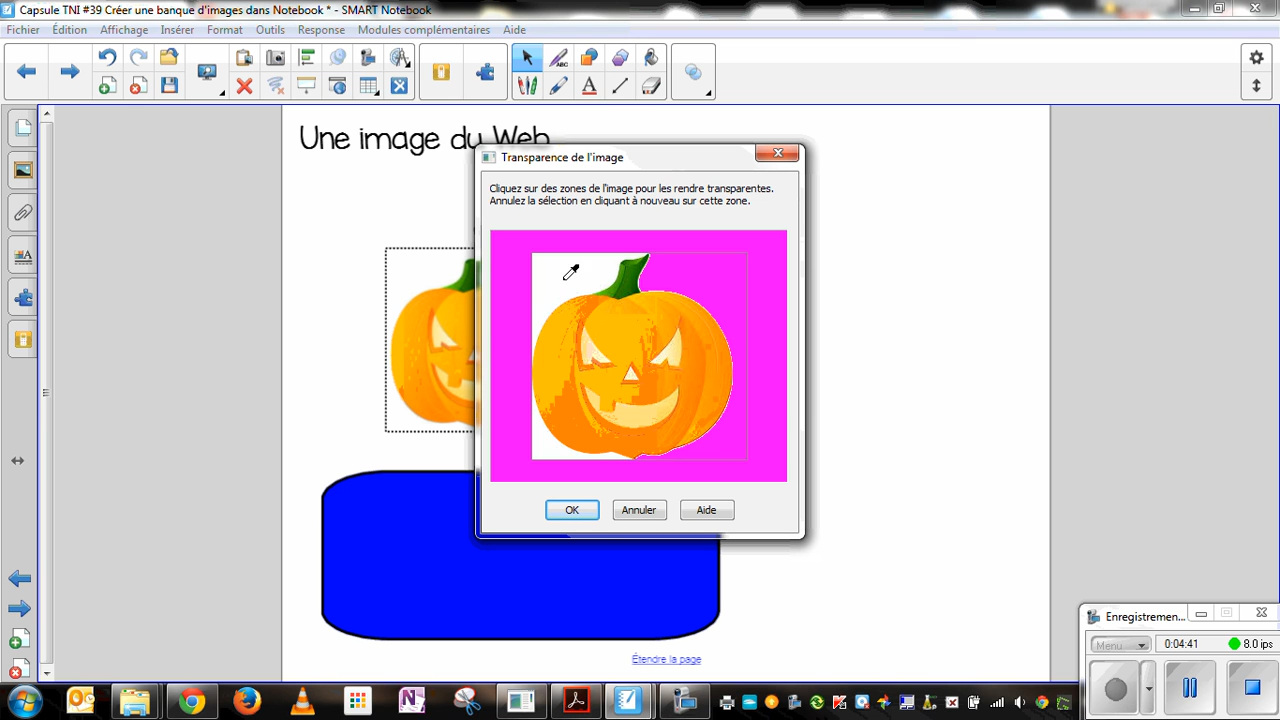 Capsule TNI #39 Créer une banque d'images dans Notebook * - SMART Notebook
Fichier Édition Affichage Insérer Format Outils Response Modules complémentaires Aide
Une image du Web
Transparence de l'image
Cliquez sur des zones de l'image pour les rendre transparentes.
Annulez la sélection en cliquant à nouveau sur cette zone.
OK Annuler Aide
Étendre la page
Enregistremen...
Menu 0:04:41 8.0 ips